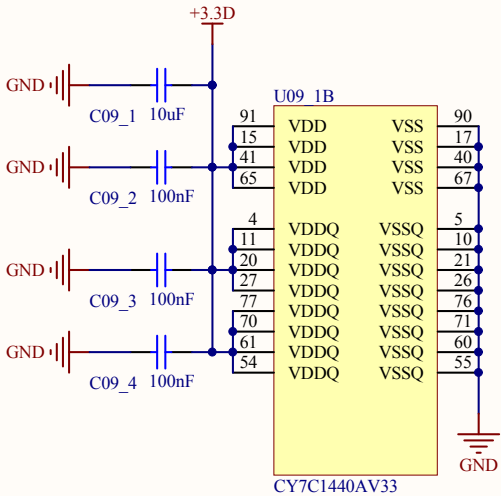 +3.3D
GND
C09_1 10uF
U09_1B
91 VDD VSS 90
15 VDD VSS 17
41 VDD VSS 40
65 VDD VSS 67
GND
C09_2 100nF
4 VDDQ VSSQ 5
11 VDDQ VSSQ 10
20 VDDQ VSSQ 21
27 VDDQ VSSQ 26
GND
C09_3 100nF
77 VDDQ VSSQ 76
70 VDDQ VSSQ 71
61 VDDQ VSSQ 60
54 VDDQ VSSQ 55
GND
C09_4 100nF
GND
CY7C1440AV33